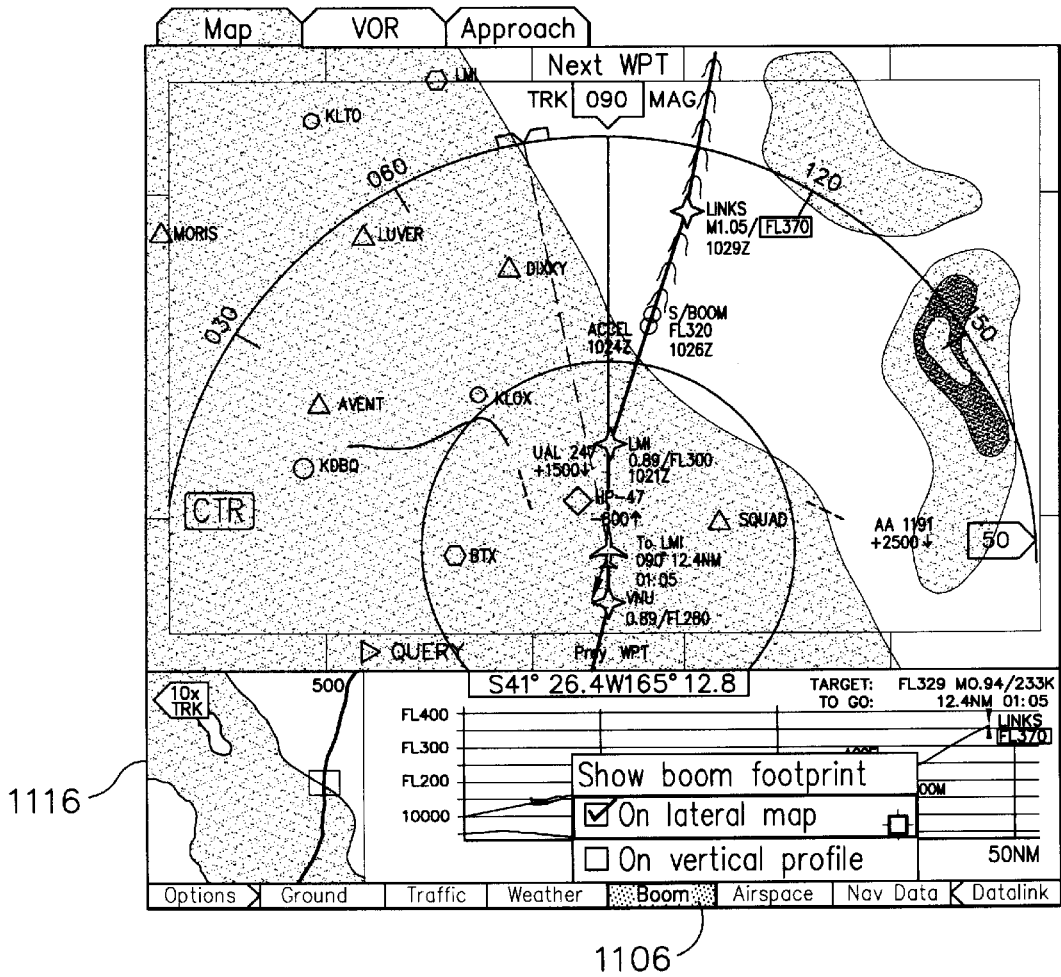 Map VOR Approach
Next WPT
TRK 090 MAG
LMI
KLTO
060
120
MORIS
LUVER
LINKS
M1.05/ FL370
1029Z
DIXXY
030
150
S/BOOM
FL320
1026Z
ACCEL
1024Z
AVENT
KLOX
KDBQ
UAL 247
+1500↓
LMI
0.89/FL300
1021Z
CTR
HP-47
-600↑
SQUAD
AA 1191
+2500↓
50
BTX
To LMI
090° 12.4NM
01:05
VNU
0.89/FL280
QUERY
Prev WPT
10x
TRK
500
S41° 26.4W165° 12.8
TARGET: FL329 M0.94/233K
TO GO: 12.4NM 01:05
FL400
FL300
FL200
10000
LINKS
FL370
Show boom footprint
On lateral map
On vertical profile
OOM
50NM
1116
Options Ground Traffic Weather Boom Airspace Nav Data Datalink
1106